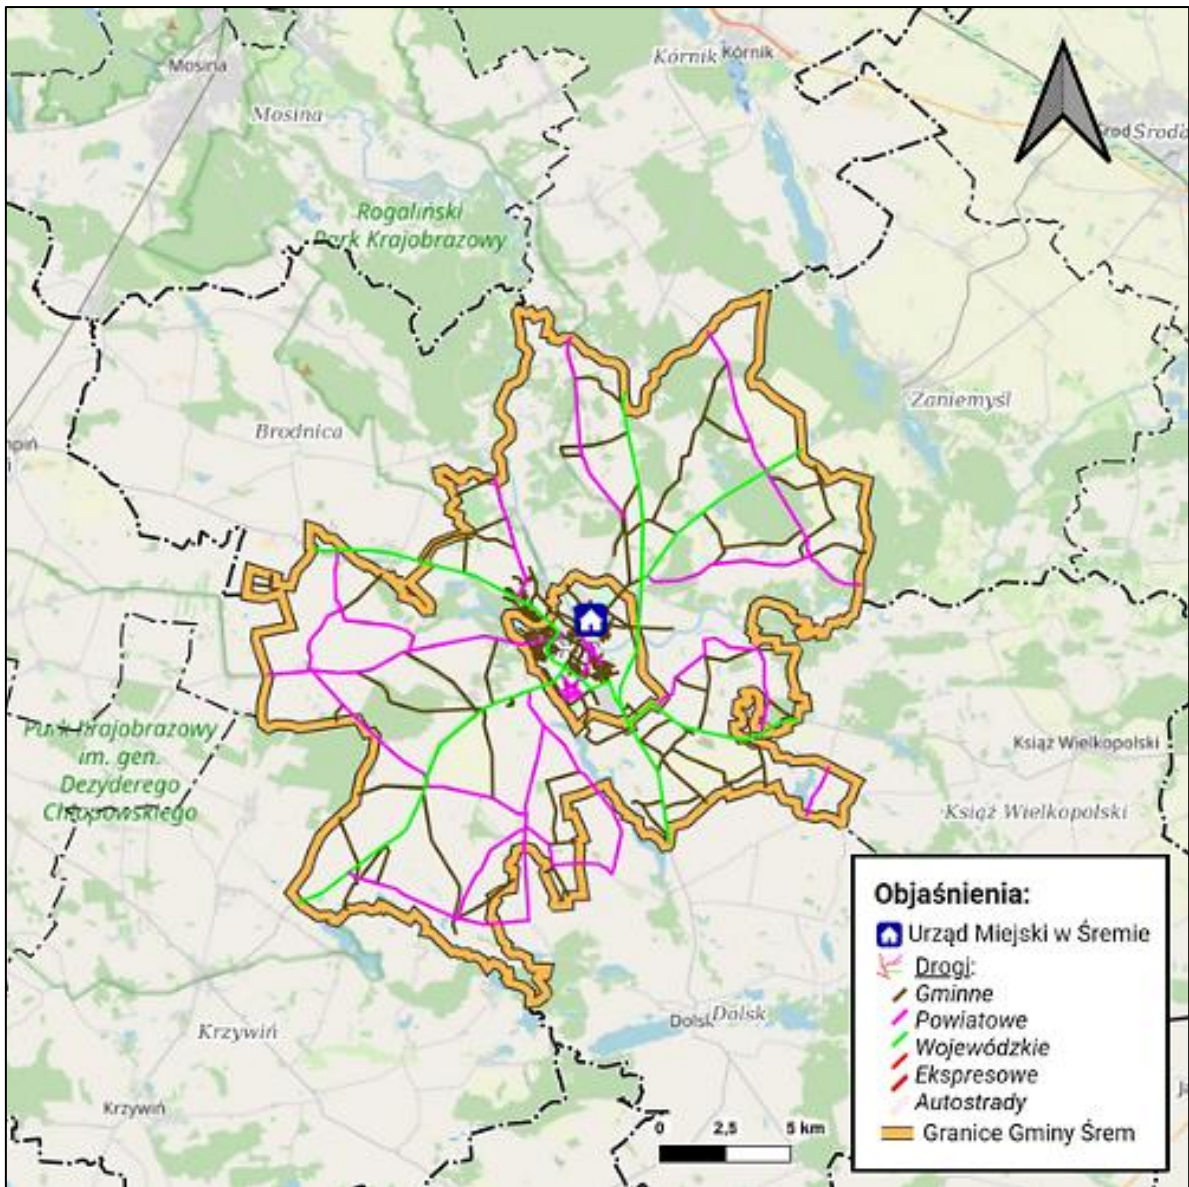 Mosina
Kórnik Kórnik
Mosina
Środa
Rogaliński
Park Krajobrazowy
Zaniemyśl
Brodnica
Park Krajobrazowy
im. gen.
Dezyderego
Chłapowskiego
Książ Wielkopolski
Książ Wielkopolski
Krzywiń
Dolsk Dolsk
Krzywiń
0 2,5 5 km
Objaśnienia:
Urząd Miejski w Śremie
Drogi:
Gminne
Powiatowe
Wojewódzkie
Ekspresowe
Autostrady
Granice Gminy Śrem